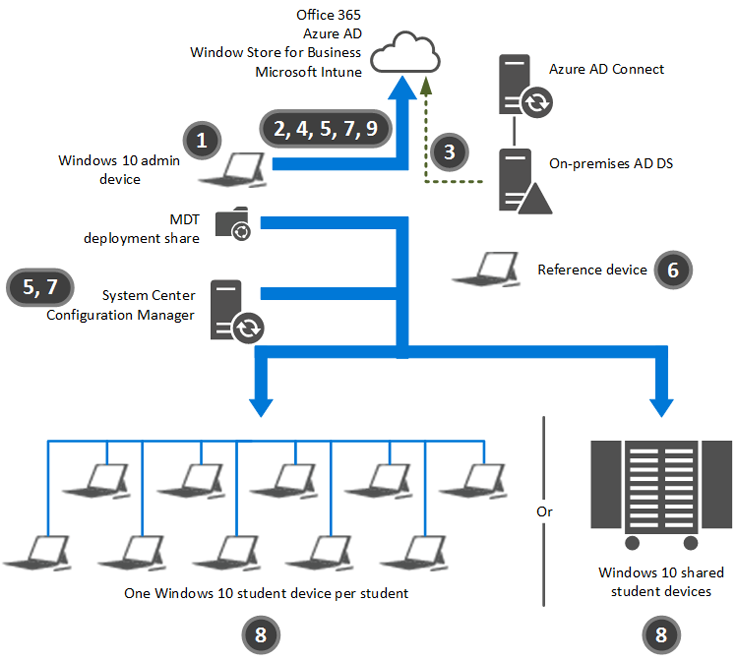 Office 365
Azure AD
Window Store for Business
Microsoft Intune
Azure AD Connect
2, 4, 5, 7, 9
1
3
Windows 10 admin
device
On-premises AD DS
MDT
deployment share
Reference device
6
5, 7
System Center
Configuration Manager
Or
One Windows 10 student device per student
8
Windows 10 shared
student devices
8